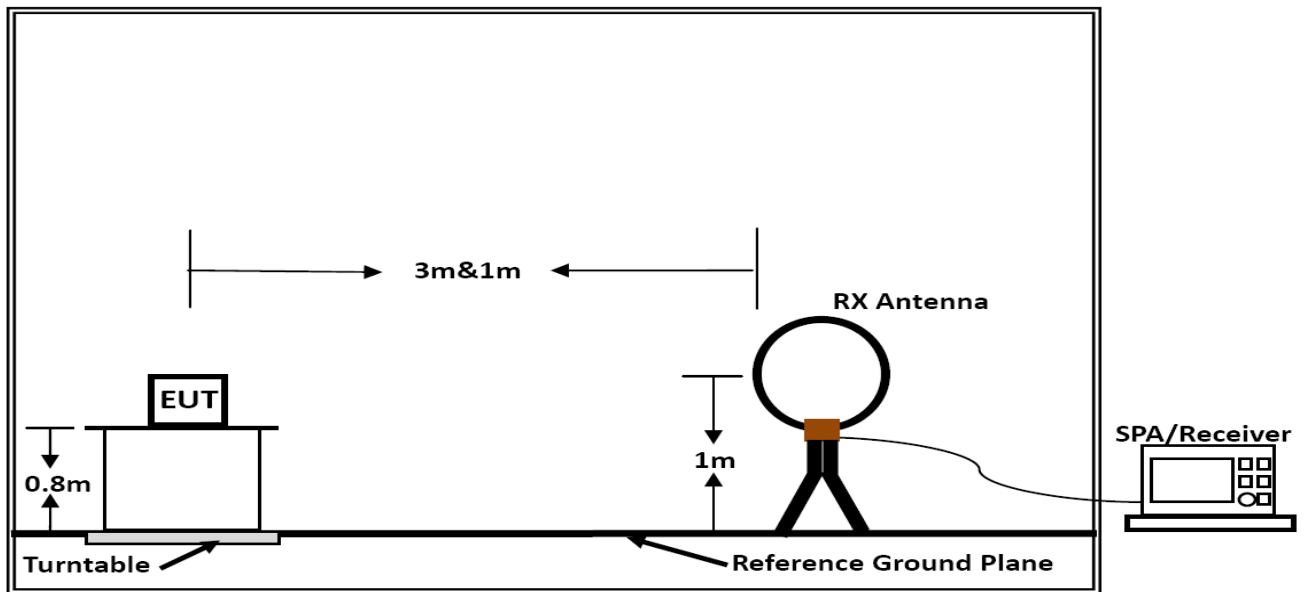 3m&1m
RX Antenna
EUT
SPA/Receiver
1m
0.8m
Turntable
Reference Ground Plane